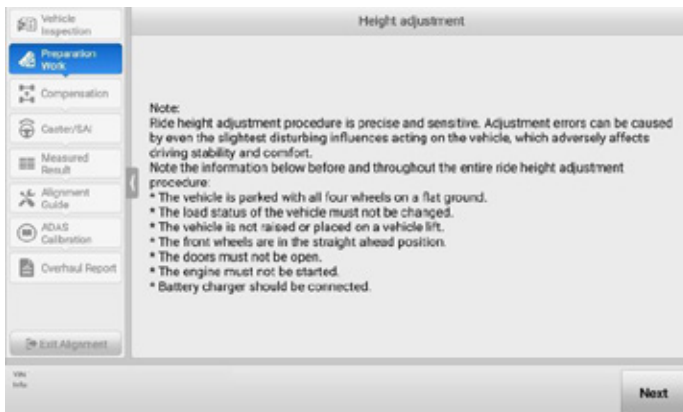 Vehicle
Inspection
Preparation
Work
Compensation
Caster/SAI
Measured
Result
Alignment
Guide
ADAS
Calibration
Overhaul Report
Exit Alignment
Height adjustment
Note:
Ride height adjustment procedure is precise and sensitive. Adjustment errors can be caused
by even the slightest disturbing influences acting on the vehicle, which adversely affects
driving stability and comfort.
Note the information below before and throughout the entire ride height adjustment
procedure:
* The vehicle is parked with all four wheels on a flat ground.
* The load status of the vehicle must not be changed.
* The vehicle is not raised or placed on a vehicle lift.
* The front wheels are in the straight ahead position.
* The doors must not be open.
* The engine must not be started.
* Battery charger should be connected.
VIN
Info
Next